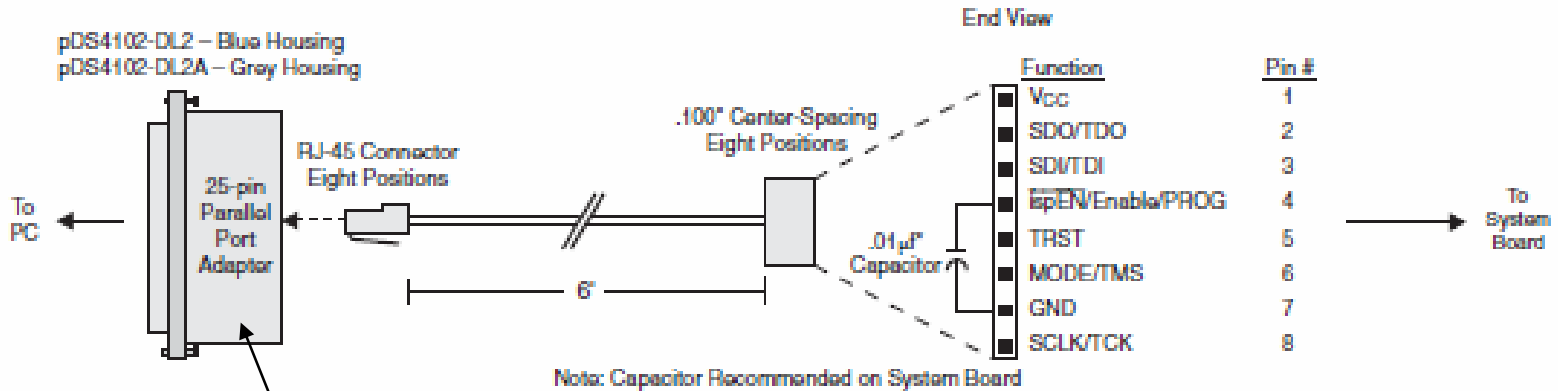 End View
pDS4102-DL2 – Blue Housing
pDS4102-DL2A – Grey Housing
Function Pin #
VCC 1
.100" Center-Spacing
Eight Positions
SDO/TDO 2
RJ-45 Connector
Eight Positions
SDI/TDI 3
25-pin
Parallel
Port
Adapter
To
PC
ispEN/Enable/PROG 4
To
System
Board
.01µf*
Capacitor
TRST 5
MODE/TMS 6
6'
GND 7
SCLK/TCK 8
Note: Capacitor Recommended on System Board